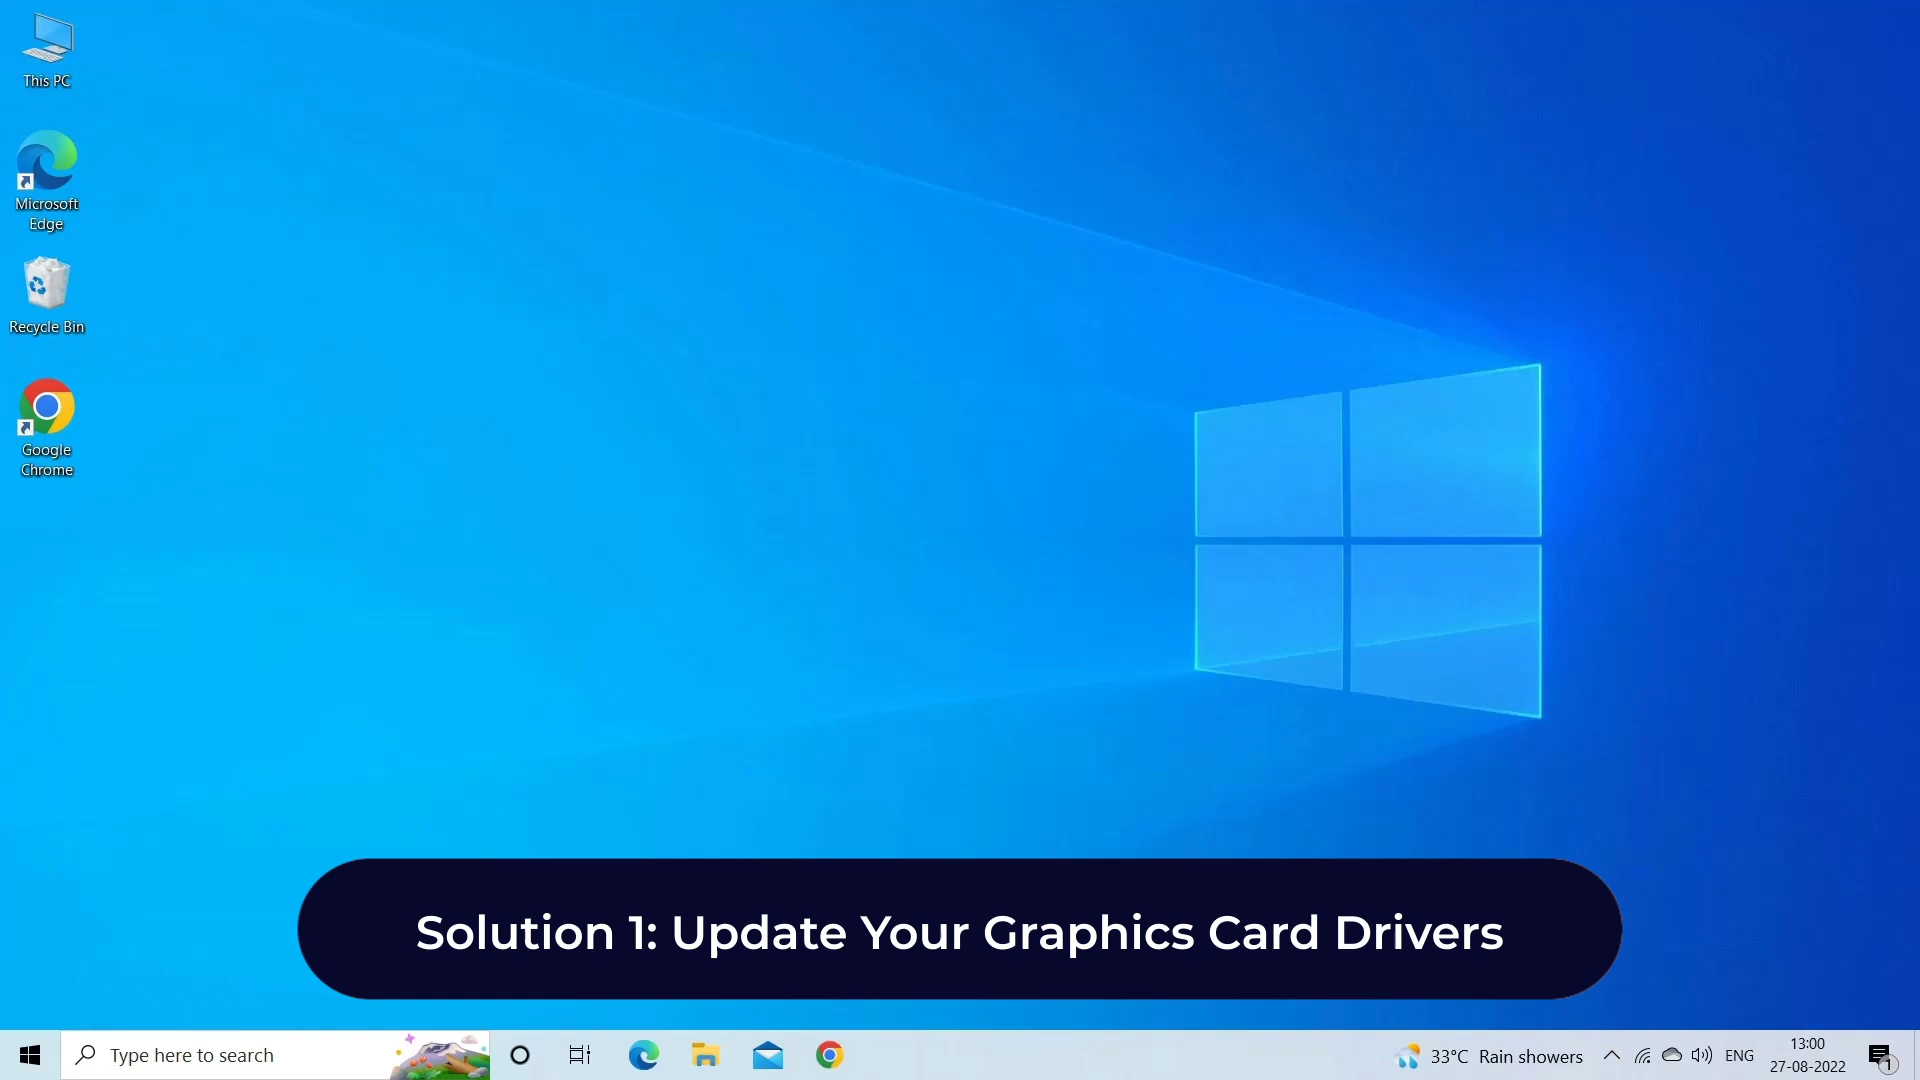 This PC
Microsoft
Edge
Recycle Bin
Google
Chrome
Solution 1: Update Your Graphics Card Drivers
Type here to search
33°C Rain showers
ENG
13:00
27-08-2022
1